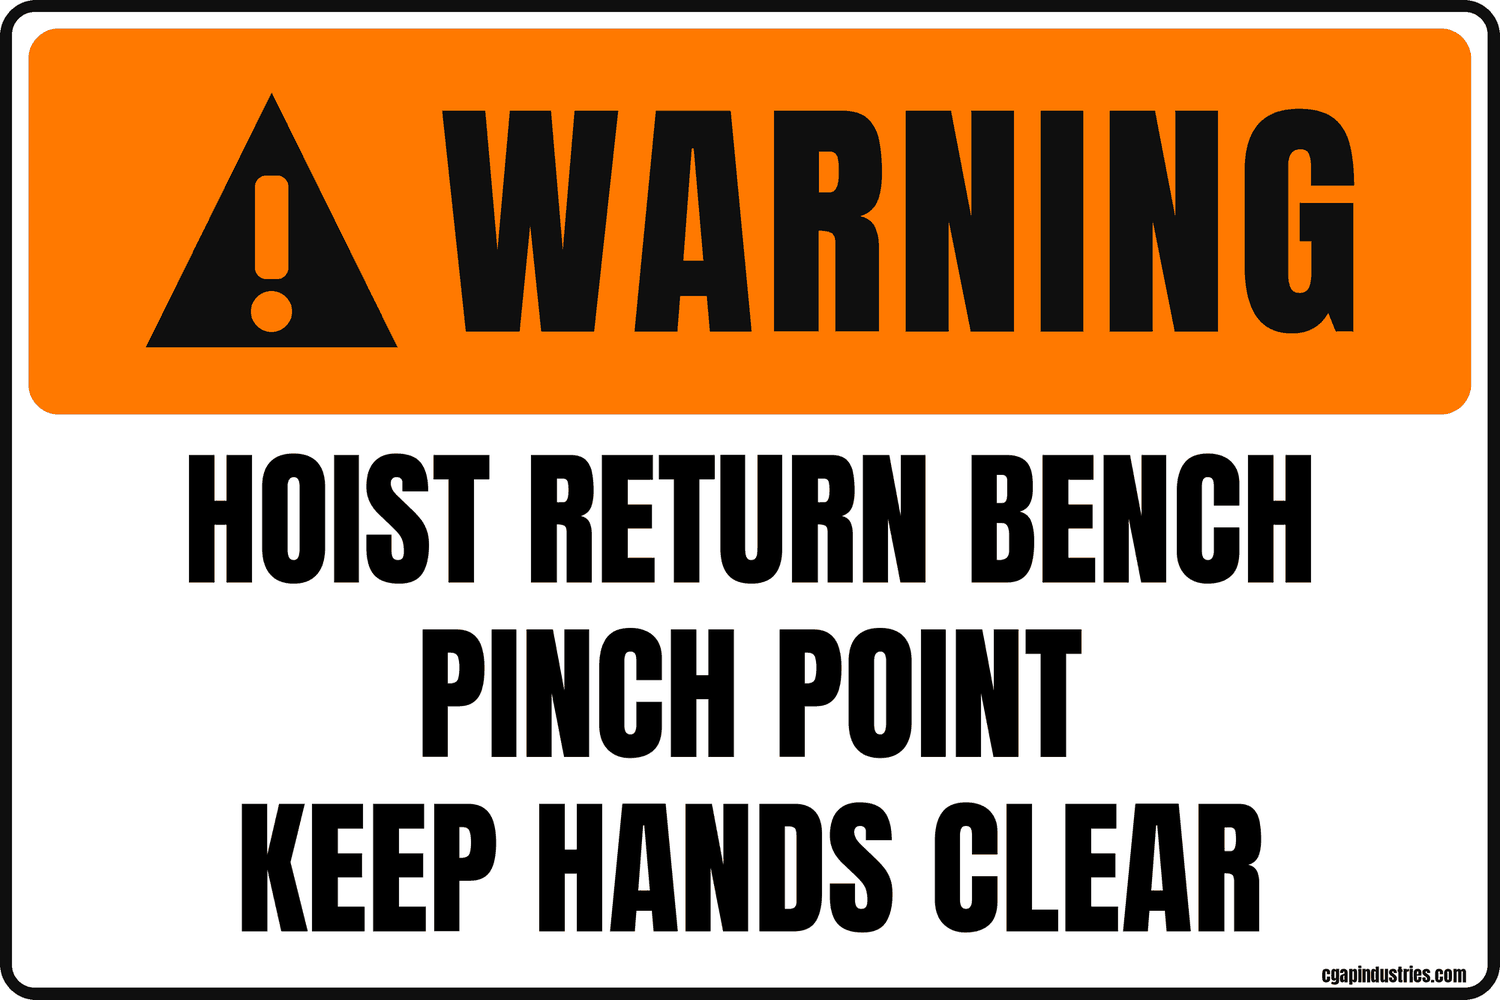 WARNING
HOIST RETURN BENCH
PINCH POINT
KEEP HANDS CLEAR
cgapindustries.com